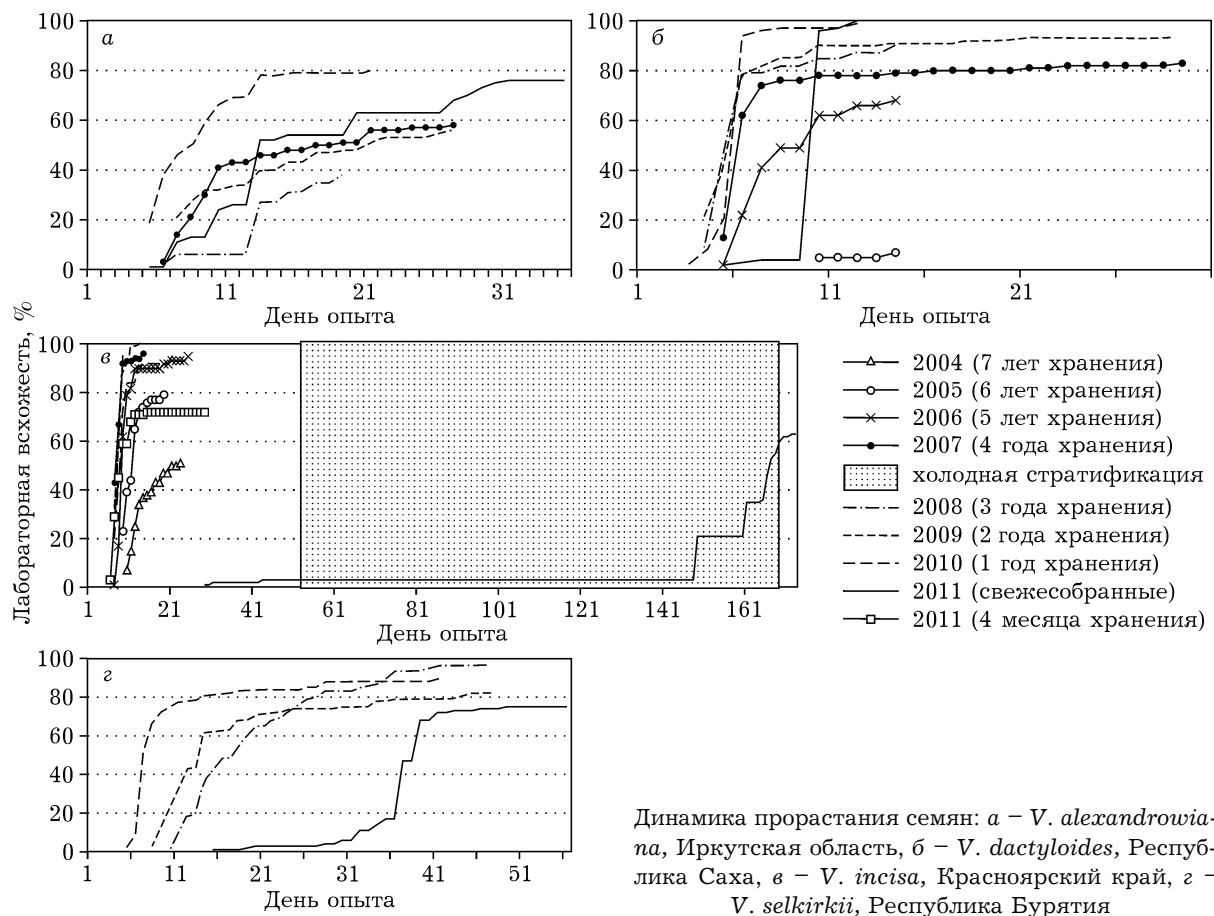 100
80
60
40
20
0
а
1
11
21
31
День опыта
100
80
60
40
20
0
б
1
11
21
День опыта
Лабораторная всхожесть, %
100
80
60
40
20
0
в
1
21
41
61
81
101
121
141
161
День опыта
2004 (7 лет хранения)
2005 (6 лет хранения)
2006 (5 лет хранения)
2007 (4 года хранения)
холодная стратификация
2008 (3 года хранения)
2009 (2 года хранения)
2010 (1 год хранения)
2011 (свежесобранные)
2011 (4 месяца хранения)
100
80
60
40
20
0
г
1
11
21
31
41
51
День опыта
Динамика прорастания семян: а – V. alexandrowia-
na, Иркутская область, б – V. dactyloides, Респуб-
лика Саха, в – V. incisa, Красноярский край, г –
V. selkirkii, Республика Бурятия